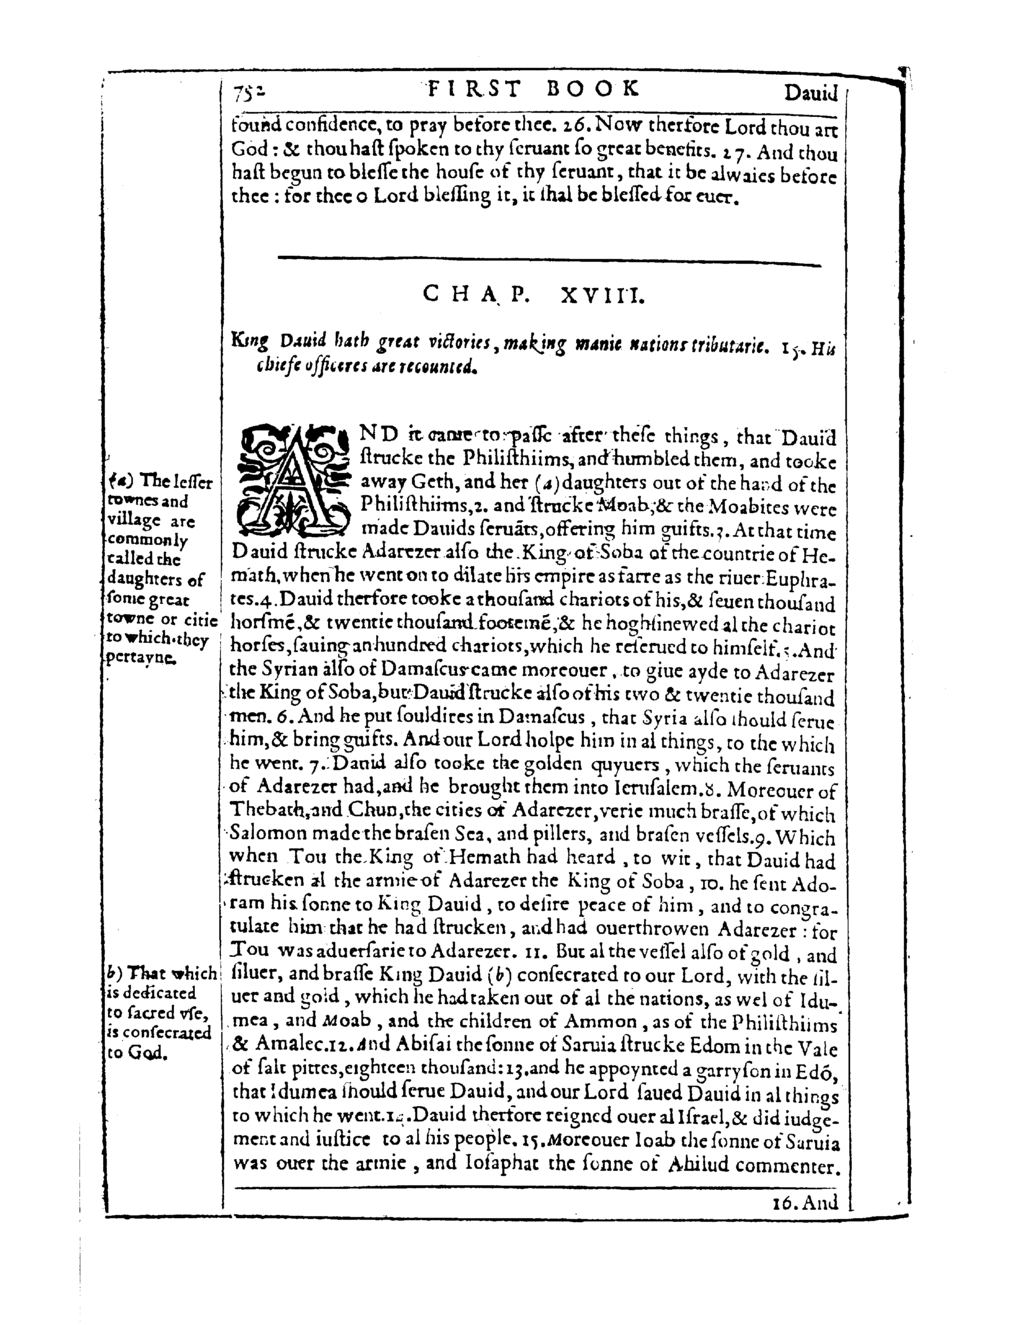 752 FIRST BOOK Dauid
found confidence, to pray before thee. 26. Now therfore Lord thou art
God : & thou haſt ſpoken to thy ſeruant ſo great benefits. 27. And thou
haſt begun to bleſſe the houſe of thy ſeruant, that it be alwaies before
thee : for thee o Lord bleſſing it, it ſhal be bleſſed for euer.
CHAP. XVIII.
King Dauid hath great victories, making manie nations tributarie. 15. His
chiefe officeres are recounted.
AND it came to paſſe after theſe things, that Dauid
ſtrucke the Philiſthiims, and humbled them, and tooke
away Geth, and her (a) daughters out of the hand of the
Philiſthiims, 2. and ſtrucke Moab, & the Moabites were
made Dauids ſeruāts, offering him guifts. 3. At that time
Dauid ſtrucke Adarezer alſo the King of Soba of the countrie of He-
math, when he went on to dilate his empire as farre as the riuer Euphra-
tes. 4. Dauid therfore tooke a thouſand chariots of his, & ſeuen thouſand
horſmē, & twentie thouſand footemē, & he hoghſinewed al the chariot
horſes, ſauing an hundred chariots, which he reſerued to himſelf. 5. And
the Syrian alſo of Damaſcus came moreouer, to giue ayde to Adarezer
the King of Soba, but Dauid ſtrucke alſo of his two & twentie thouſand
men. 6. And he put ſouldires in Damaſcus, that Syria alſo ſhould ſerue
him, & bring guifts. And our Lord holpe him in al things, to the which
he went. 7. Dauid alſo tooke the golden quyuers, which the ſeruants
of Adarezer had, and he brought them into Ieruſalem. 8. Moreouer of
Thebath, and Chun, the cities of Adarezer, verie much braſſe, of which
Salomon made the braſen Sea, and pillers, and braſen veſſels. 9. Which
when Tou the King of Hemath had heard, to wit, that Dauid had
ſtrucken al the armie of Adarezer the King of Soba, 10. he ſent Ado-
ram his ſonne to King Dauid, to deſire peace of him, and to congra-
tulate him that he had ſtrucken, and had ouerthrowen Adarezer : for
Tou was aduerſarie to Adarezer. 11. But al the veſſel alſo of gold, and
ſiluer, and braſſe King Dauid (b) conſecrated to our Lord, with the ſil-
uer and gold, which he had taken out of al the nations, as wel of Idu-
mea, and Moab, and the children of Ammon, as of the Philiſthiims
& Amalec. 12. And Abiſai the ſonne of Saruia ſtrucke Edom in the Vale
of ſalt pittes, eighteen thouſand: 13. and he appoynted a garryſon in Edō,
that Idumea ſhould ſerue Dauid, and our Lord ſaued Dauid in al things
to which he went. 14. Dauid therfore reigned ouer al Iſrael, & did iudge-
ment and iuſtice to al his people. 15. Moreouer Ioab the ſonne of Saruia
was ouer the armie, and Ioſaphat the ſonne of Ahilud commenter.
16. And
(a) The leſſer
townes and
village are
commonly
called the
daughters of
ſome great
towne or citie
to which they
pertayne.
b) That which
is dedicated
to ſacred vſe,
is conſecrated
to God.